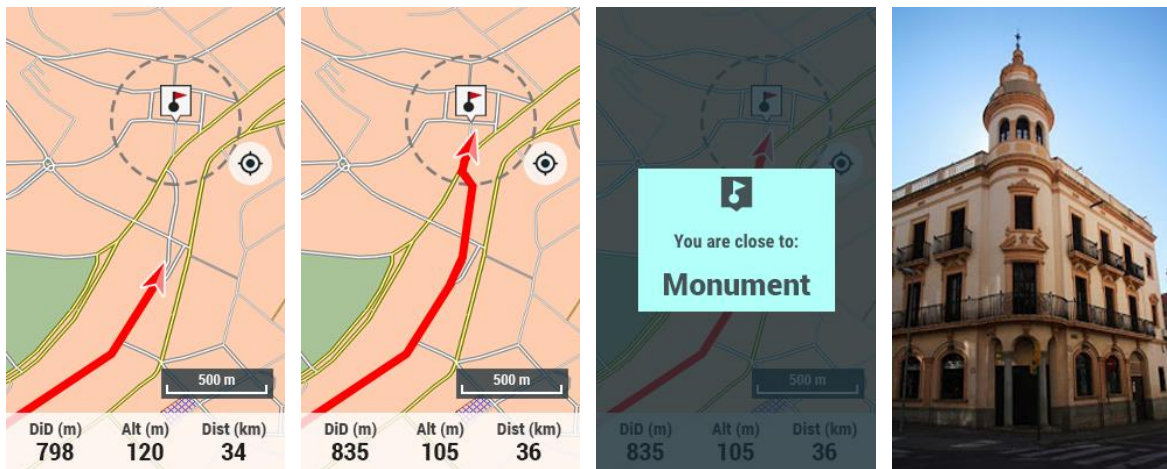 500 m
DiD (m) Alt (m) Dist (km)
798 120 34
500 m
DiD (m) Alt (m) Dist (km)
835 105 36
You are close to:
Monument
500 m
DiD (m) Alt (m) Dist (km)
835 105 36